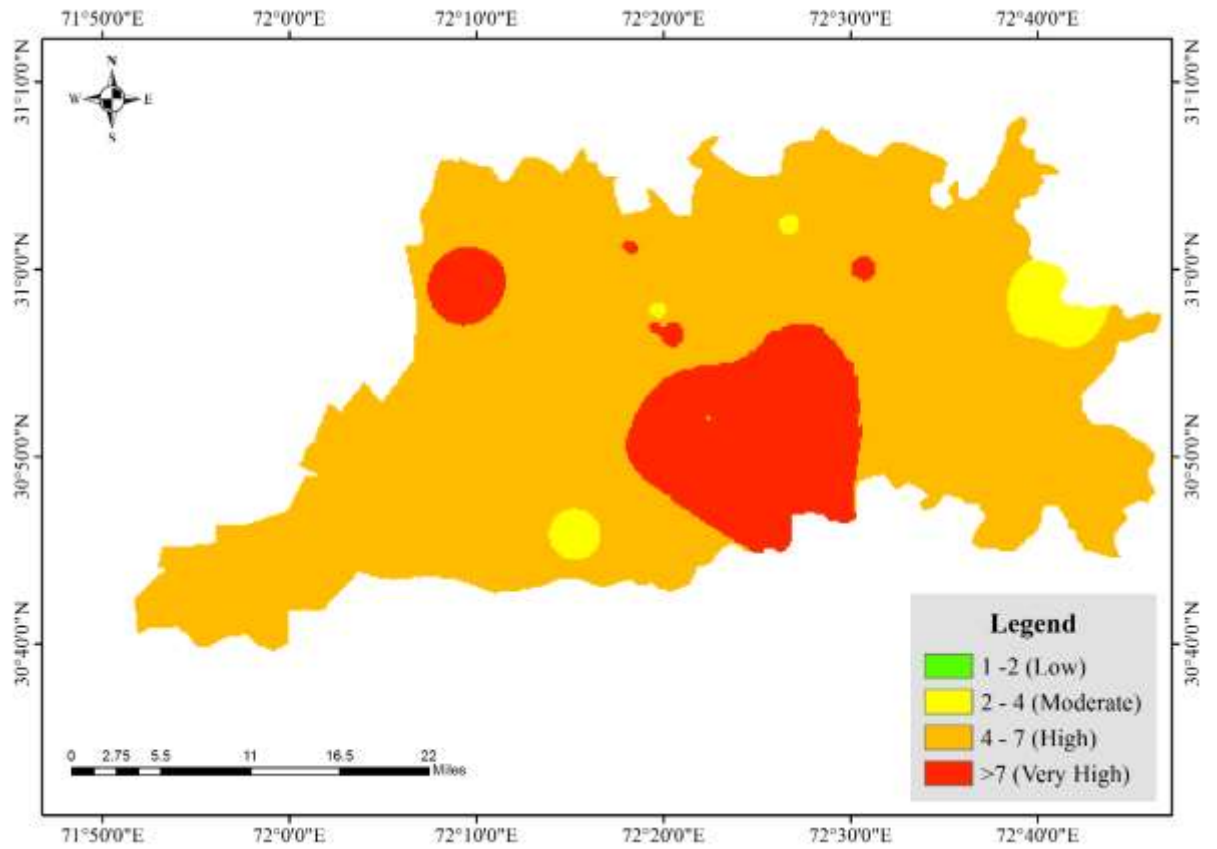 71°50'0"E 72°0'0"E 72°10'0"E 72°20'0"E 72°30'0"E 72°40'0"E
31°10'0"N
31°10'0"N
N
W E
S
31°0'0"N
31°0'0"N
30°50'0"N
30°50'0"N
30°40'0"N
30°40'0"N
Legend
1 -2 (Low)
2 - 4 (Moderate)
4 - 7 (High)
>7 (Very High)
0 2.75 5.5 11 16.5 22
Miles
71°50'0"E 72°0'0"E 72°10'0"E 72°20'0"E 72°30'0"E 72°40'0"E